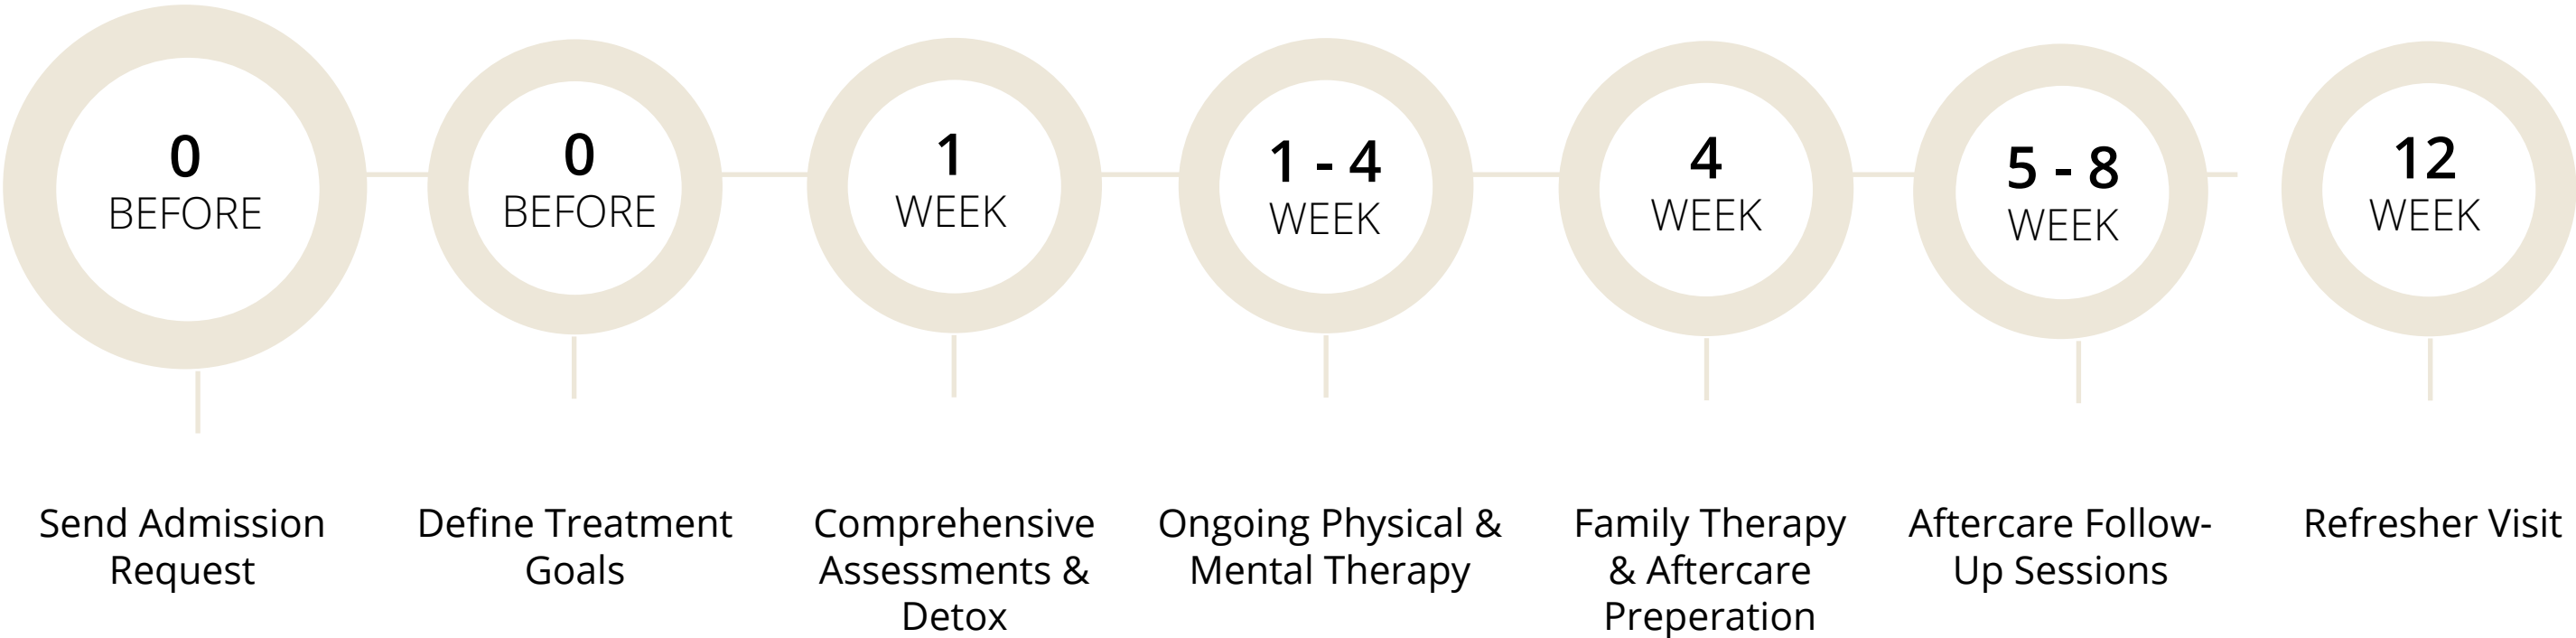 0
BEFORE
Send Admission
Request
0
BEFORE
Define Treatment
Goals
1
WEEK
Comprehensive
Assessments &
Detox
1 - 4
WEEK
Ongoing Physical &
Mental Therapy
4
WEEK
Family Therapy
& Aftercare
Preperation
5 - 8
WEEK
Aftercare Follow-
Up Sessions
12
WEEK
Refresher Visit